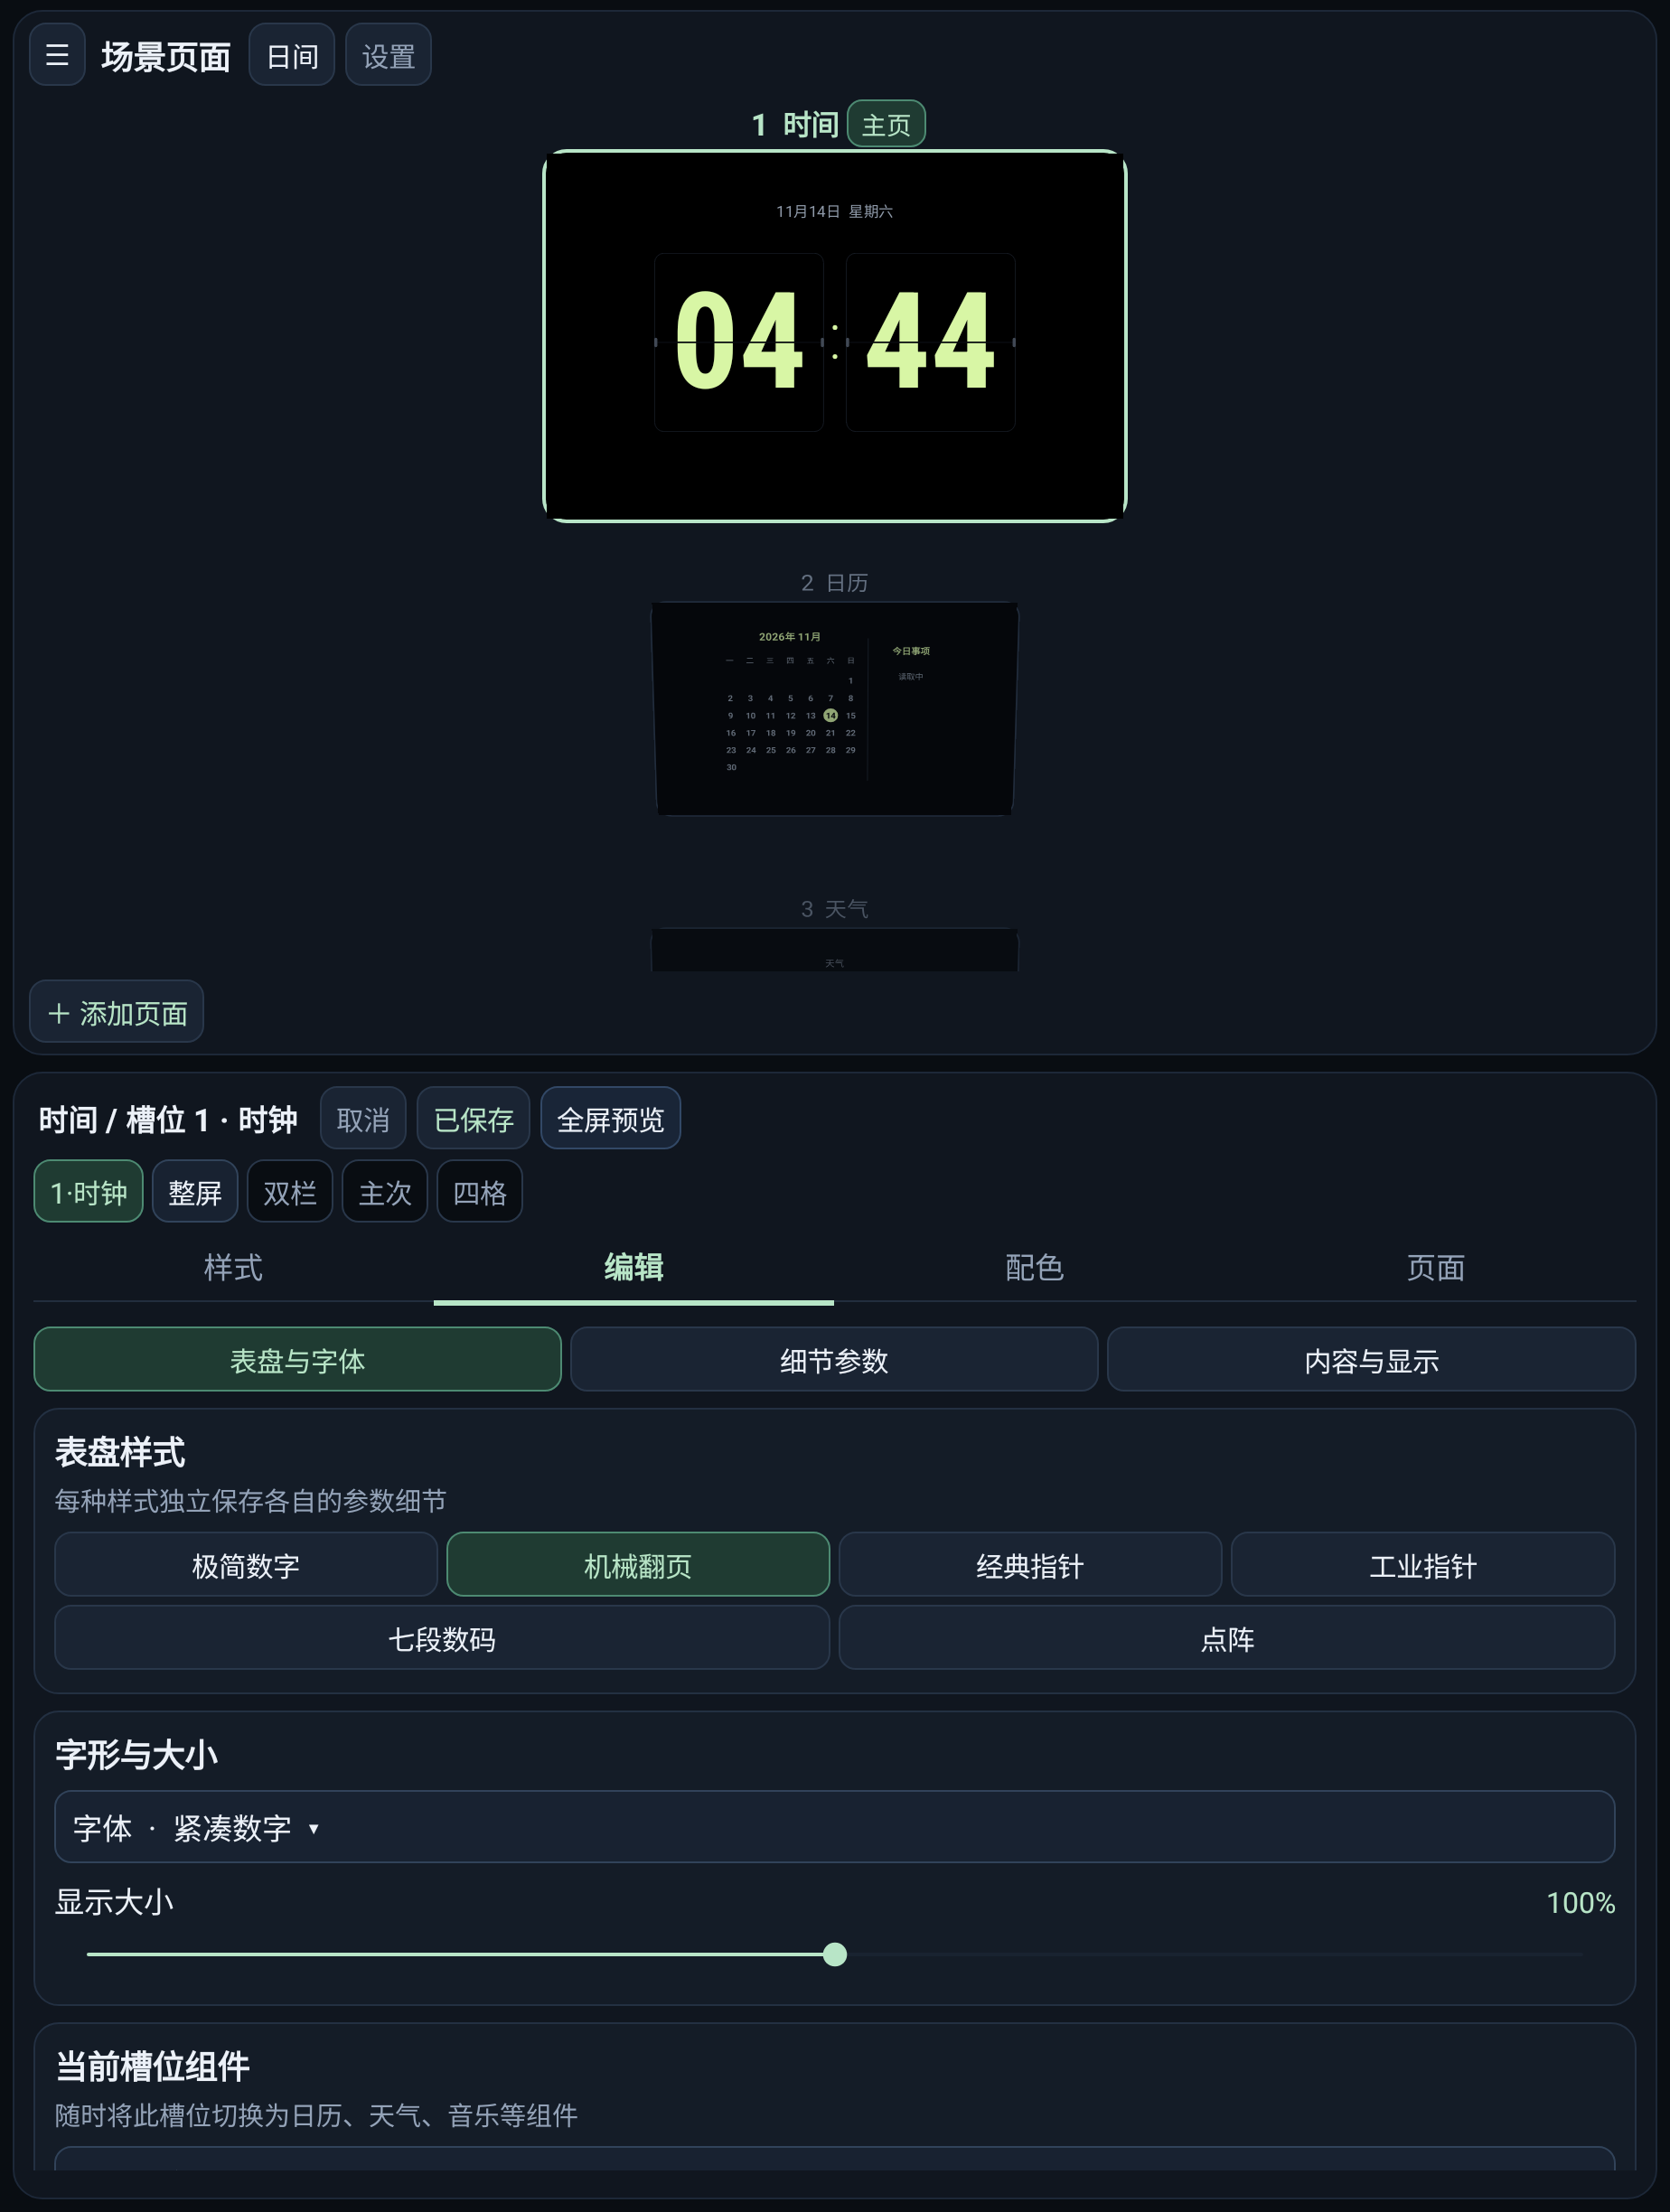 ☰ 场景页面 日间 设置
1 时间 主页
11月14日 星期六
04:44
2 日历
2026年 11月
一 二 三 四 五 六 日
1
2 3 4 5 6 7 8
9 10 11 12 13 14 15
16 17 18 19 20 21 22
23 24 25 26 27 28 29
30
今日事项
读取中
3 天气
天气
＋ 添加页面
时间 / 槽位 1 · 时钟 取消 已保存 全屏预览
1·时钟 整屏 双栏 主次 四格
样式 编辑 配色 页面
表盘与字体 细节参数 内容与显示
表盘样式
每种样式独立保存各自的参数细节
极简数字 机械翻页 经典指针 工业指针
七段数码 点阵
字形与大小
字体 · 紧凑数字 ▾
显示大小 100%
当前槽位组件
随时将此槽位切换为日历、天气、音乐等组件